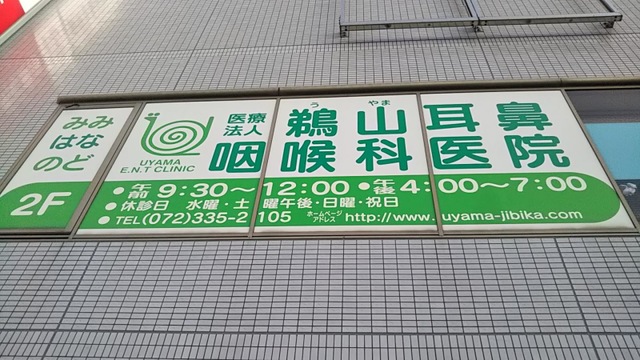 みみ
はな
のど
2F
UYAMA
E.N.T CLINIC
医療
法人
うやま
鵜山耳鼻
咽喉科医院
●午前9:30〜12:00 ●午後4:00〜7:00
●休診日 水曜・土曜午後・日曜・祝日
●TEL(072)335-2105 ホームページアドレス http://www.uyama-jibika.com